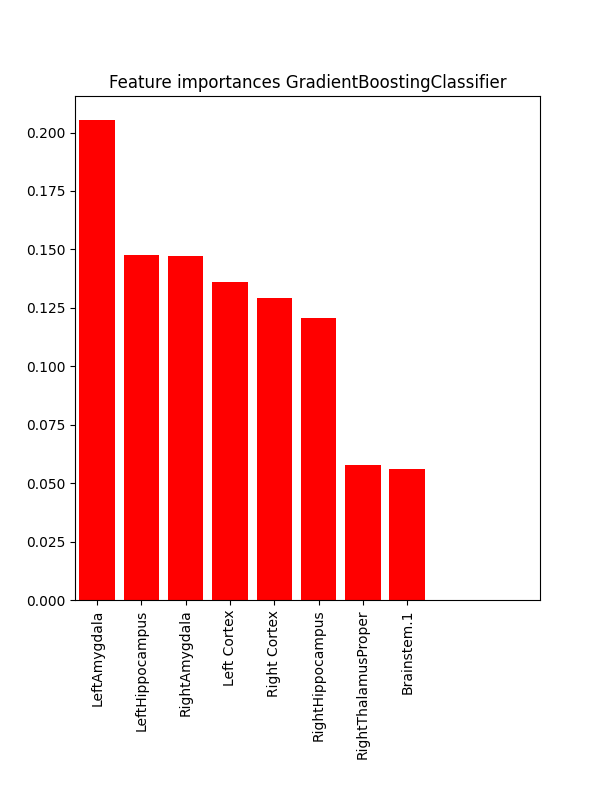 Feature importances GradientBoostingClassifier
0.200
0.175
0.150
0.125
0.100
0.075
0.050
0.025
0.000
LeftAmygdala
LeftHippocampus
RightAmygdala
Left Cortex
Right Cortex
RightHippocampus
RightThalamusProper
Brainstem.1